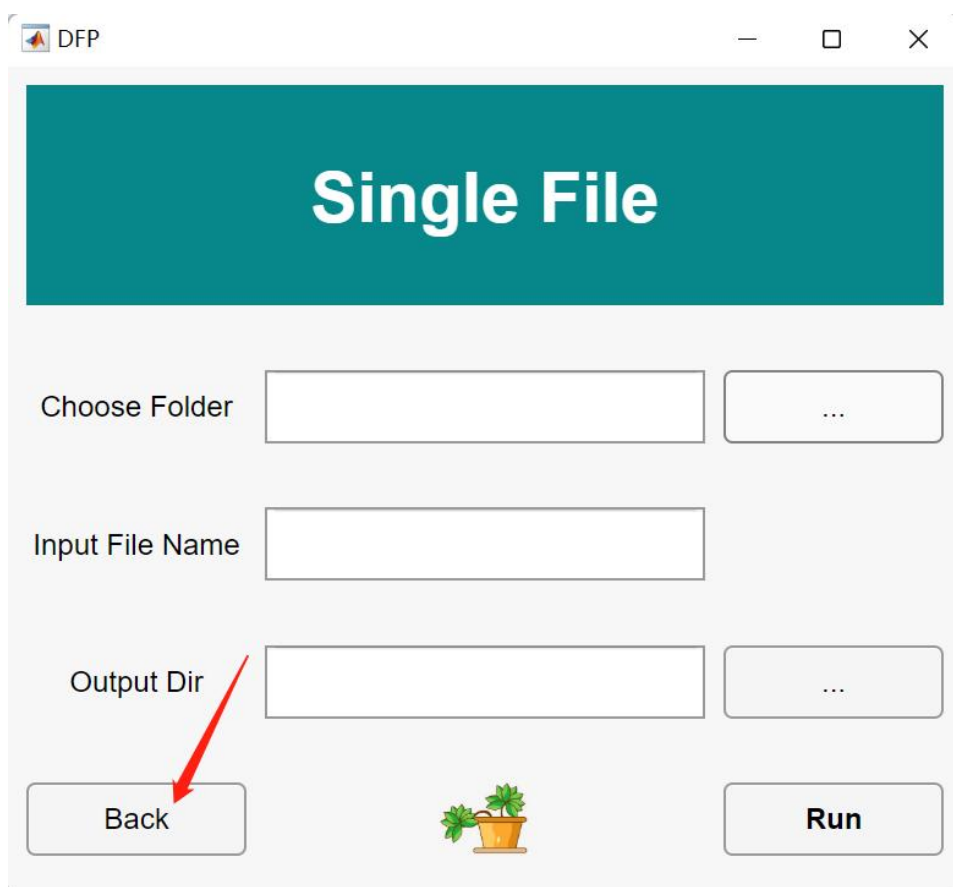 DFP
Single File
Choose Folder
...
Input File Name
Output Dir
...
Back
Run